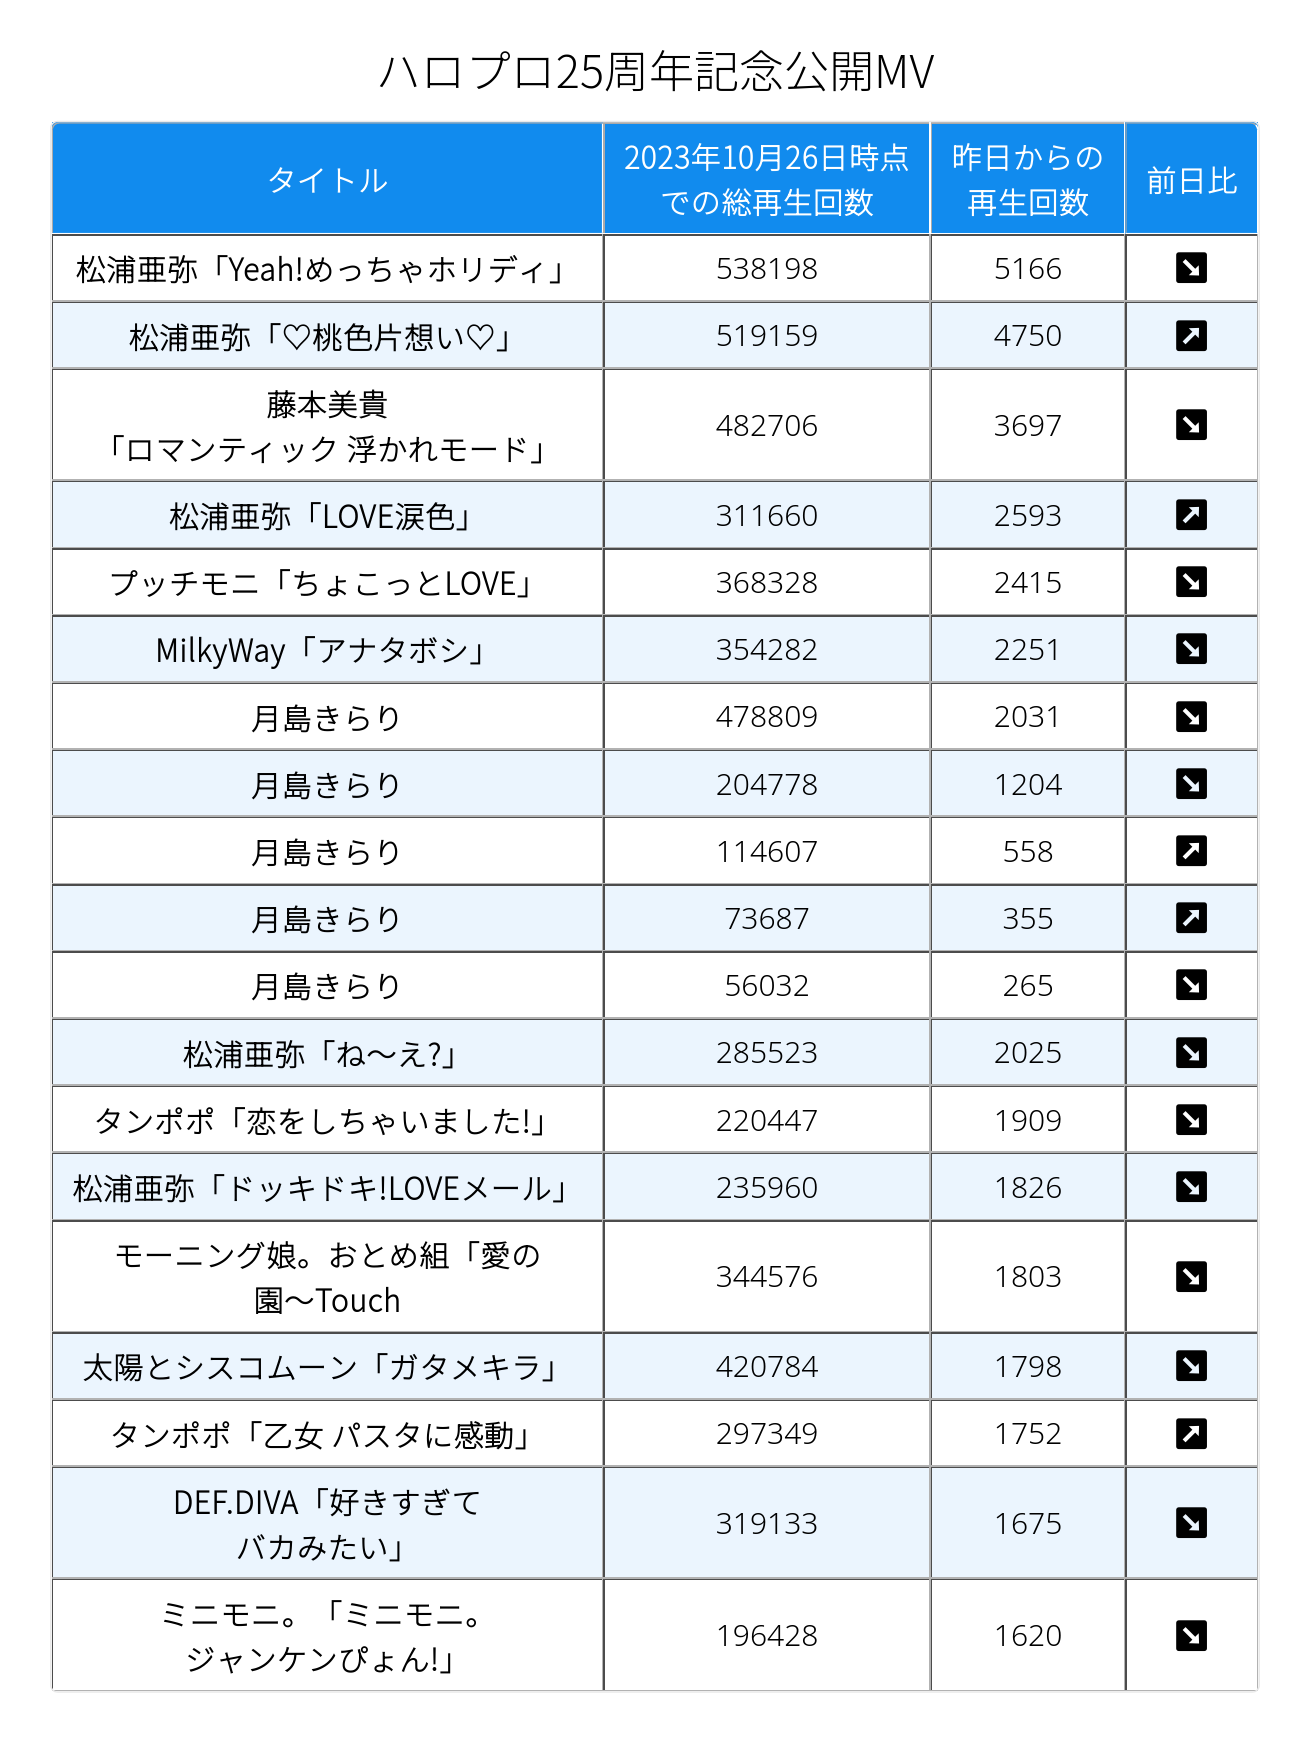 ハロプロ25周年記念公開MV
タイトル
2023年10月26日時点
での総再生回数
昨日からの
再生回数
前日比
松浦亜弥「Yeah!めっちゃホリディ」 538198 5166 ↘
松浦亜弥「♡桃色片想い♡」 519159 4750 ↗
藤本美貴
「ロマンティック 浮かれモード」 482706 3697 ↘
松浦亜弥「LOVE涙色」 311660 2593 ↗
プッチモニ「ちょこっとLOVE」 368328 2415 ↘
MilkyWay「アナタボシ」 354282 2251 ↘
月島きらり 478809 2031 ↘
月島きらり 204778 1204 ↘
月島きらり 114607 558 ↗
月島きらり 73687 355 ↗
月島きらり 56032 265 ↘
松浦亜弥「ね～え?」 285523 2025 ↘
タンポポ「恋をしちゃいました!」 220447 1909 ↘
松浦亜弥「ドッキドキ!LOVEメール」 235960 1826 ↘
モーニング娘。おとめ組「愛の
園～Touch 344576 1803 ↘
太陽とシスコムーン「ガタメキラ」 420784 1798 ↘
タンポポ「乙女 パスタに感動」 297349 1752 ↗
DEF.DIVA「好きすぎて
バカみたい」 319133 1675 ↘
ミニモニ。「ミニモニ。
ジャンケンぴょん!」 196428 1620 ↘